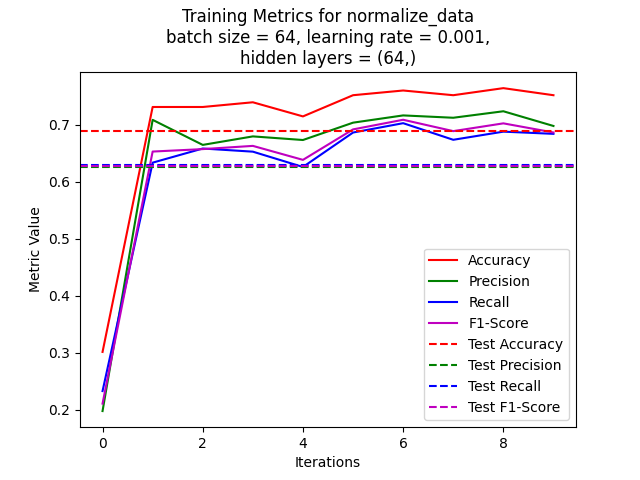 Training Metrics for normalize_data
batch size = 64, learning rate = 0.001,
hidden layers = (64,)
Metric Value
0.7
0.6
0.5
0.4
0.3
0.2
Accuracy
Precision
Recall
F1-Score
Test Accuracy
Test Precision
Test Recall
Test F1-Score
0 2 4 6 8
Iterations